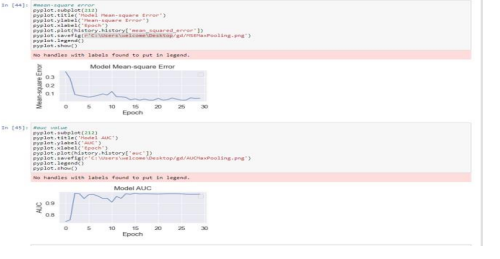 In [44]: #mean-square error
pyplot.subplot(212)
pyplot.title('Model Mean-square Error')
pyplot.ylabel('Mean-square Error')
pyplot.xlabel('Epoch')
pyplot.plot(history.history['mean_squared_error'])
pyplot.savefig(r'C:\Users\welcome\Desktop/gd/MSEMaxPooling.png')
pyplot.legend()
pyplot.show()
No handles with labels found to put in legend.
Model Mean-square Error
Mean-square Error
0.3
0.2
0.1
0 5 10 15 20 25 30
Epoch
In [45]: #auc value
pyplot.subplot(212)
pyplot.title('Model AUC')
pyplot.ylabel('AUC')
pyplot.xlabel('Epoch')
pyplot.plot(history.history['auc'])
pyplot.savefig(r'C:\Users\welcome\Desktop/gd/AUCMaxPooling.png')
pyplot.legend()
pyplot.show()
No handles with labels found to put in legend.
Model AUC
AUC
0.9
0.8
0 5 10 15 20 25 30
Epoch